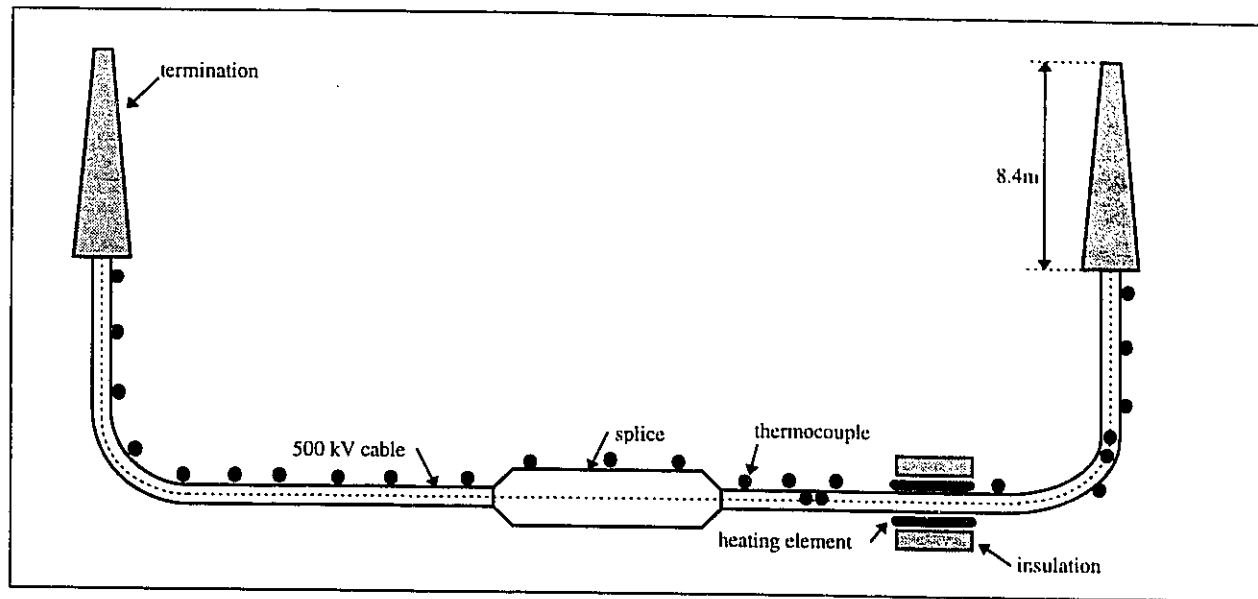 termination
8.4m
500 kV cable
splice
thermocouple
heating element
insulation